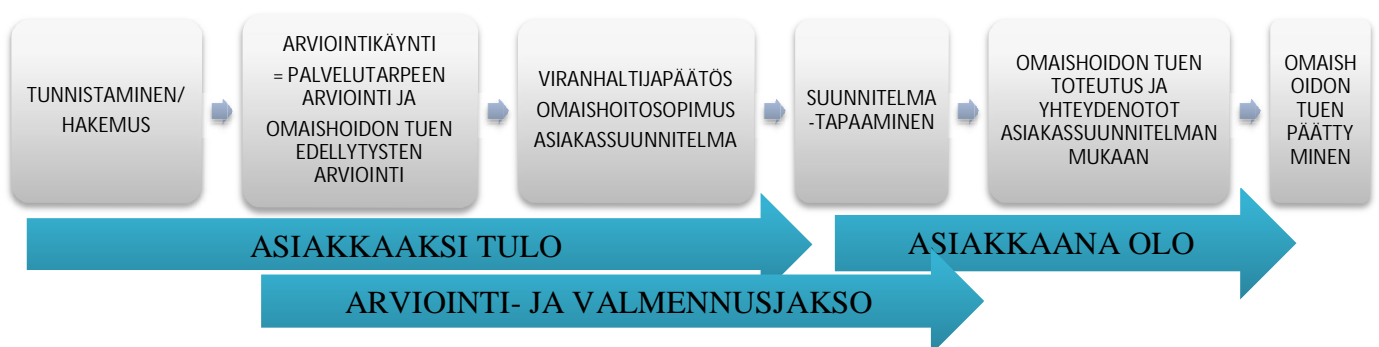 TUNNISTAMINEN/
HAKEMUS
ARVIOINTIKÄYNTI
= PALVELUTARPEEN
ARVIOINTI JA
OMAISHOIDON TUEN
EDELLYTYSTEN
ARVIOINTI
VIRANHALTIJAPÄÄTÖS
OMAISHOITOSOPIMUS
ASIAKASSUUNNITELMA
SUUNNITELMA
-TAPAAMINEN
OMAISHOIDON TUEN
TOTEUTUS JA
YHTEYDENOTOT
ASIAKASSUUNNITELMAN
MUKAAN
OMAISH
OIDON
TUEN
PÄÄTTY
MINEN
ASIAKKAAKSI TULO
ASIAKKAANA OLO
ARVIOINTI- JA VALMENNUSJAKSO